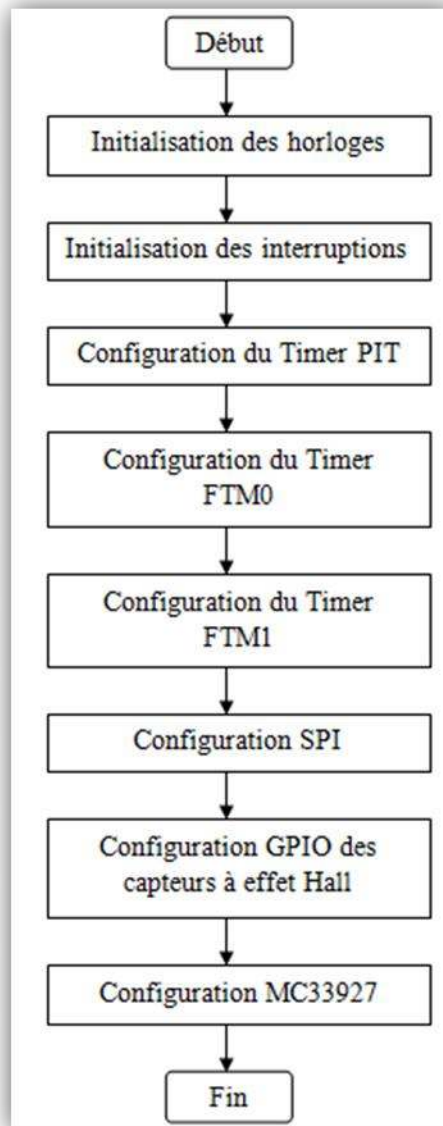 Début
Initialisation des horloges
Initialisation des interruptions
Configuration du Timer PIT
Configuration du Timer
FTM0
Configuration du Timer
FTM1
Configuration SPI
Configuration GPIO des
capteurs à effet Hall
Configuration MC33927
Fin